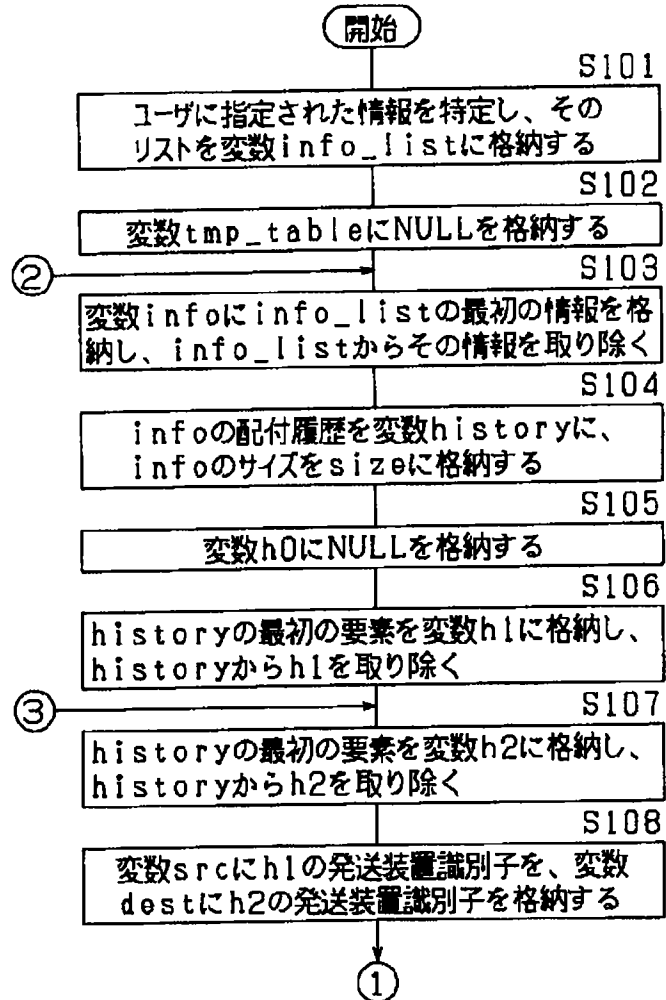 開始
S101
ユーザに指定された情報を特定し、その
リストを変数info_listに格納する
S102
変数tmp_tableにNULLを格納する
②
S103
変数infoにinfo_listの最初の情報を格
納し、info_listからその情報を取り除く
S104
infoの配付履歴を変数historyに、
infoのサイズをsizeに格納する
S105
変数h0にNULLを格納する
S106
historyの最初の要素を変数h1に格納し、
historyからh1を取り除く
③
S107
historyの最初の要素を変数h2に格納し、
historyからh2を取り除く
S108
変数srcにh1の発送装置識別子を、変数
destにh2の発送装置識別子を格納する
①